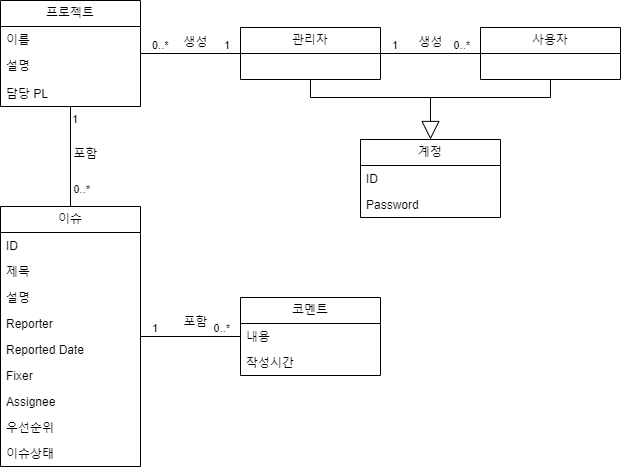 프로젝트
이름
설명
담당 PL
0..* 생성 1
관리자
1 생성 0..*
사용자
계정
ID
Password
1
포함
0..*
이슈
ID
제목
설명
Reporter
Reported Date
Fixer
Assignee
우선순위
이슈상태
1 포함 0..*
코멘트
내용
작성시간